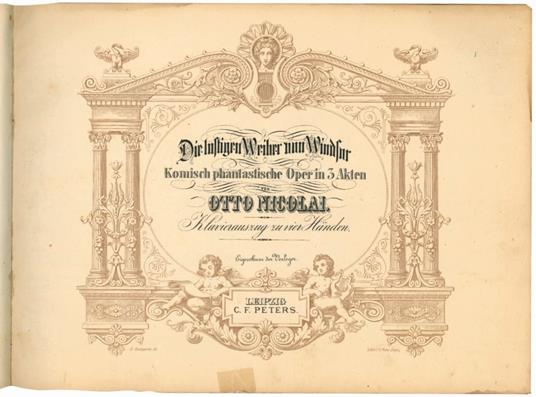 Die lustigen Weiber von Windsor
Komisch phantastische Oper in 3 Akten
VON
OTTO NICOLAI.
Klavierauszug zu vier Händen.
Eigenthum der Verleger.
LEIPZIG
C. F. PETERS.